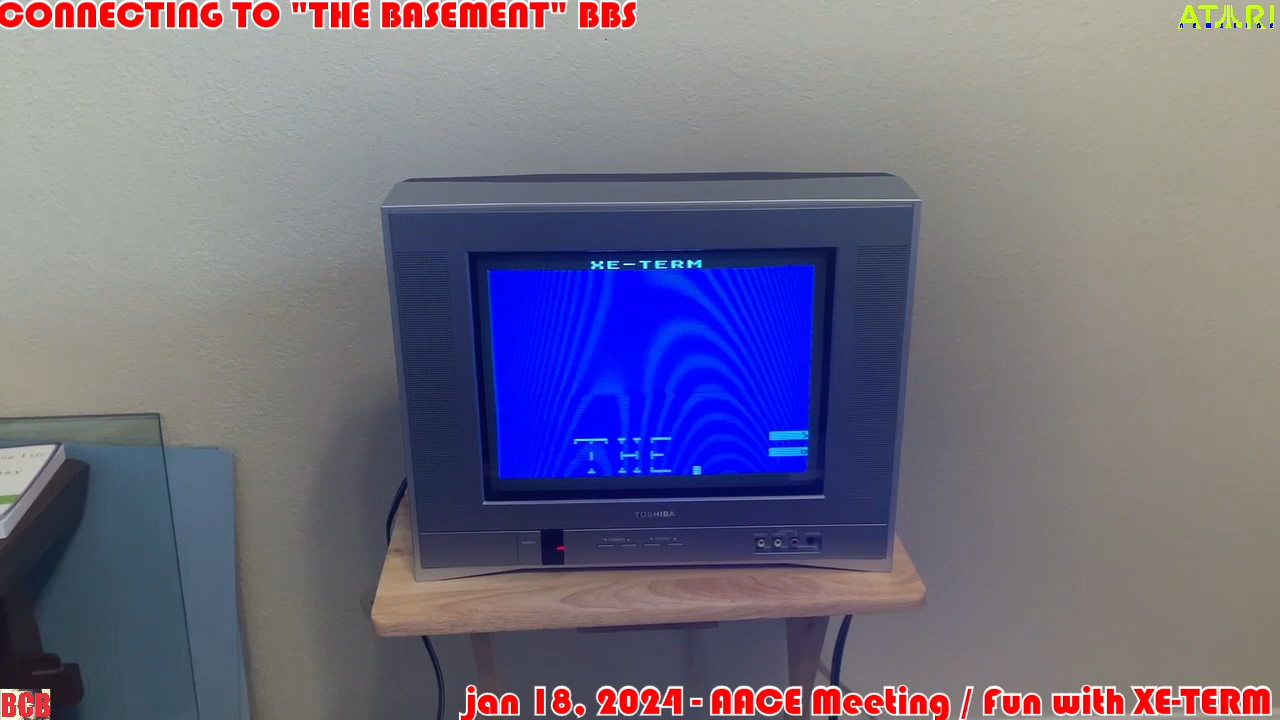 CONNECTING TO "THE BASEMENT" BBS
ATARI
XE-TERM
THE
TOSHIBA
BCB
jan 18, 2024 - AACE Meeting / Fun with XE-TERM